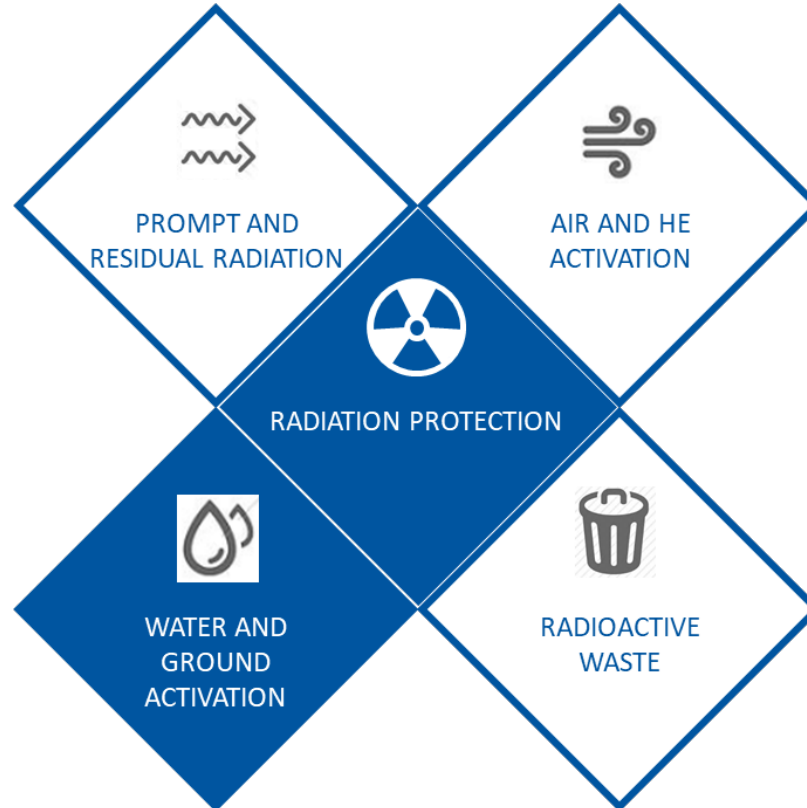 PROMPT AND
RESIDUAL RADIATION
AIR AND HE
ACTIVATION
RADIATION PROTECTION
WATER AND
GROUND
ACTIVATION
RADIOACTIVE
WASTE